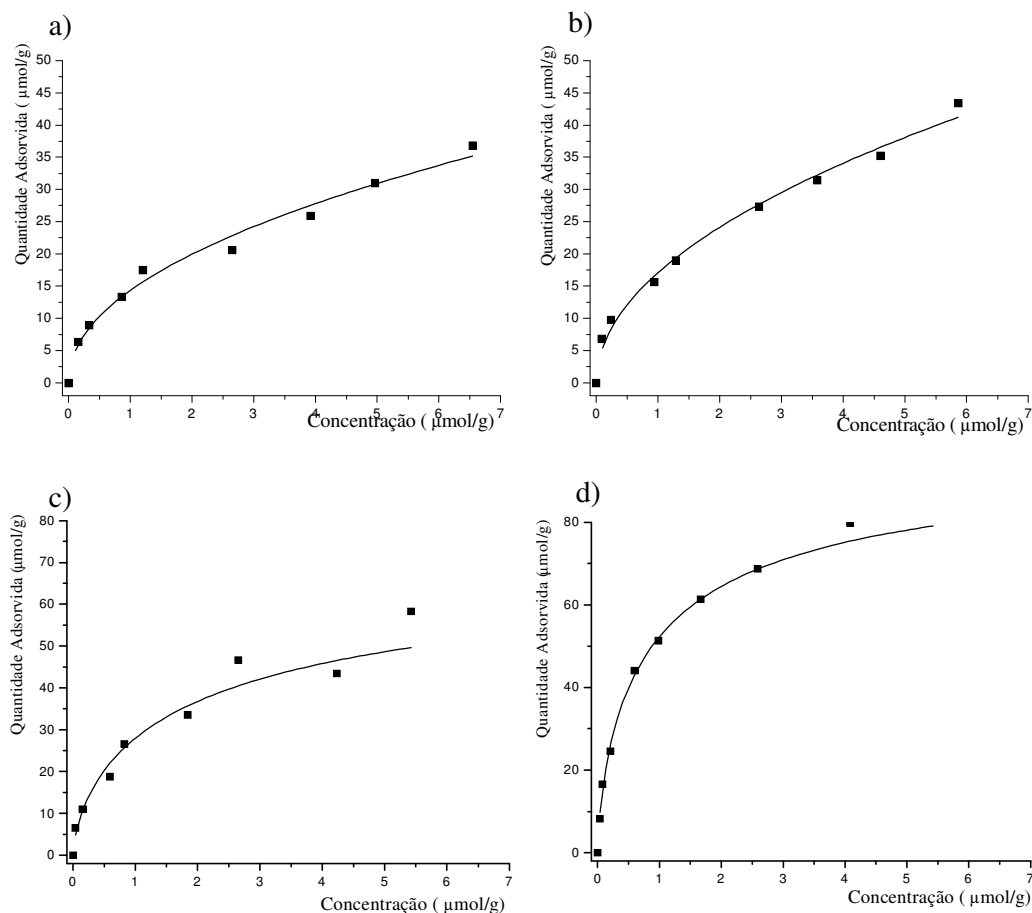 a)
Quantidade Adsorvida ( µmol/g)
50
45
40
35
30
25
20
15
10
5
0
0 1 2 3 4 5 6 7
Concentração ( µmol/g)
b)
Quantidade Adsorvida ( µmol/g)
50
45
40
35
30
25
20
15
10
5
0
0 1 2 3 4 5 6 7
Concentração ( µmol/g)
c)
Quantidade Adsorvida (µmol/g)
80
70
60
50
40
30
20
10
0
0 1 2 3 4 5 6 7
Concentração ( µmol/g)
d)
Quantidade Adsorvida (µmol/g)
80
60
40
20
0
0 1 2 3 4 5 6 7
Concentração ( µmol/g)